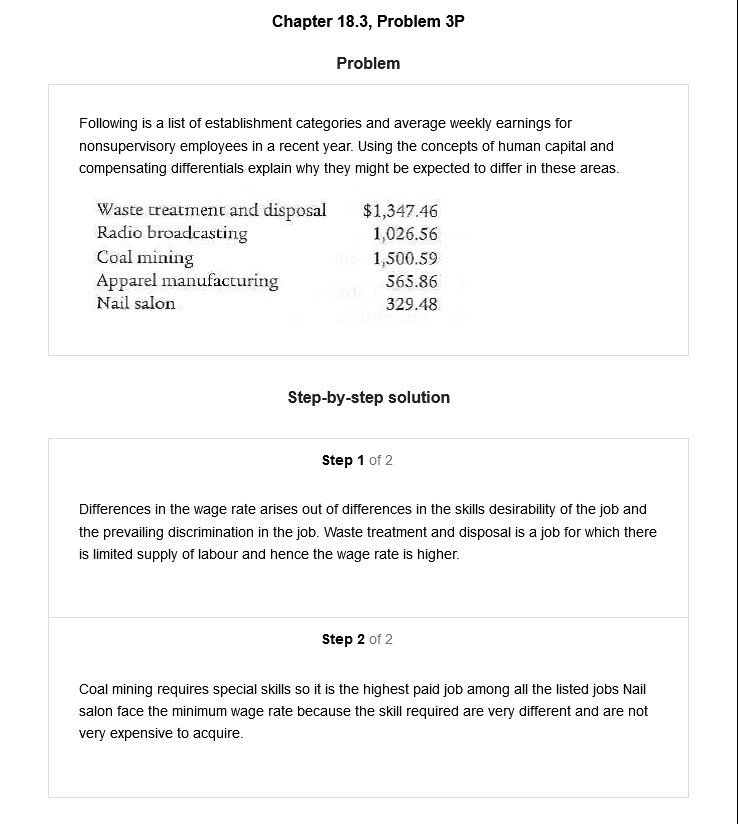 Chapter 18.3, Problem 3P
Problem
Following is a list of establishment categories and average weekly earnings for
nonsupervisory employees in a recent year. Using the concepts of human capital and
compensating differentials explain why they might be expected to differ in these areas.
Waste treatment and disposal $1,347.46
Radio broadcasting 1,026.56
Coal mining 1,500.59
Apparel manufacturing 565.86
Nail salon 329.48
Step-by-step solution
Step 1 of 2
Differences in the wage rate arises out of differences in the skills desirability of the job and
the prevailing discrimination in the job. Waste treatment and disposal is a job for which there
is limited supply of labour and hence the wage rate is higher.
Step 2 of 2
Coal mining requires special skills so it is the highest paid job among all the listed jobs Nail
salon face the minimum wage rate because the skill required are very different and are not
very expensive to acquire.